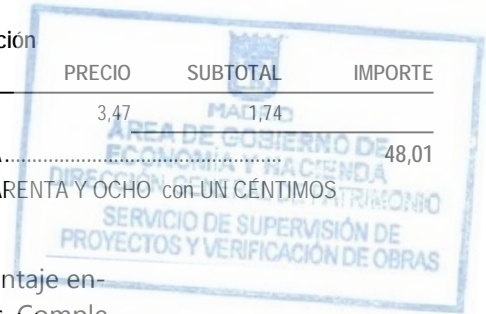 ción
PRECIO SUBTOTAL IMPORTE
3,47 1,74
MADRID
ÁREA DE GOBIERNO DE
ECONOMÍA Y HACIENDA
48,01
DIRECCIÓN GENERAL DE PATRIMONIO
ARENTA Y OCHO con UN CÉNTIMOS
SERVICIO DE SUPERVISIÓN DE
PROYECTOS Y VERIFICACIÓN DE OBRAS
ntaje en-
Comple